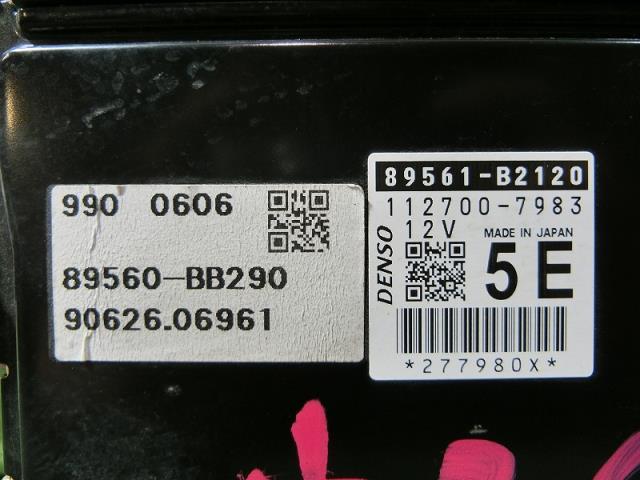 990 0606
89560-BB290
90626.06961
89561-B2120
112700-7983
12V
MADE IN JAPAN
DENSO
5E
*277980X*